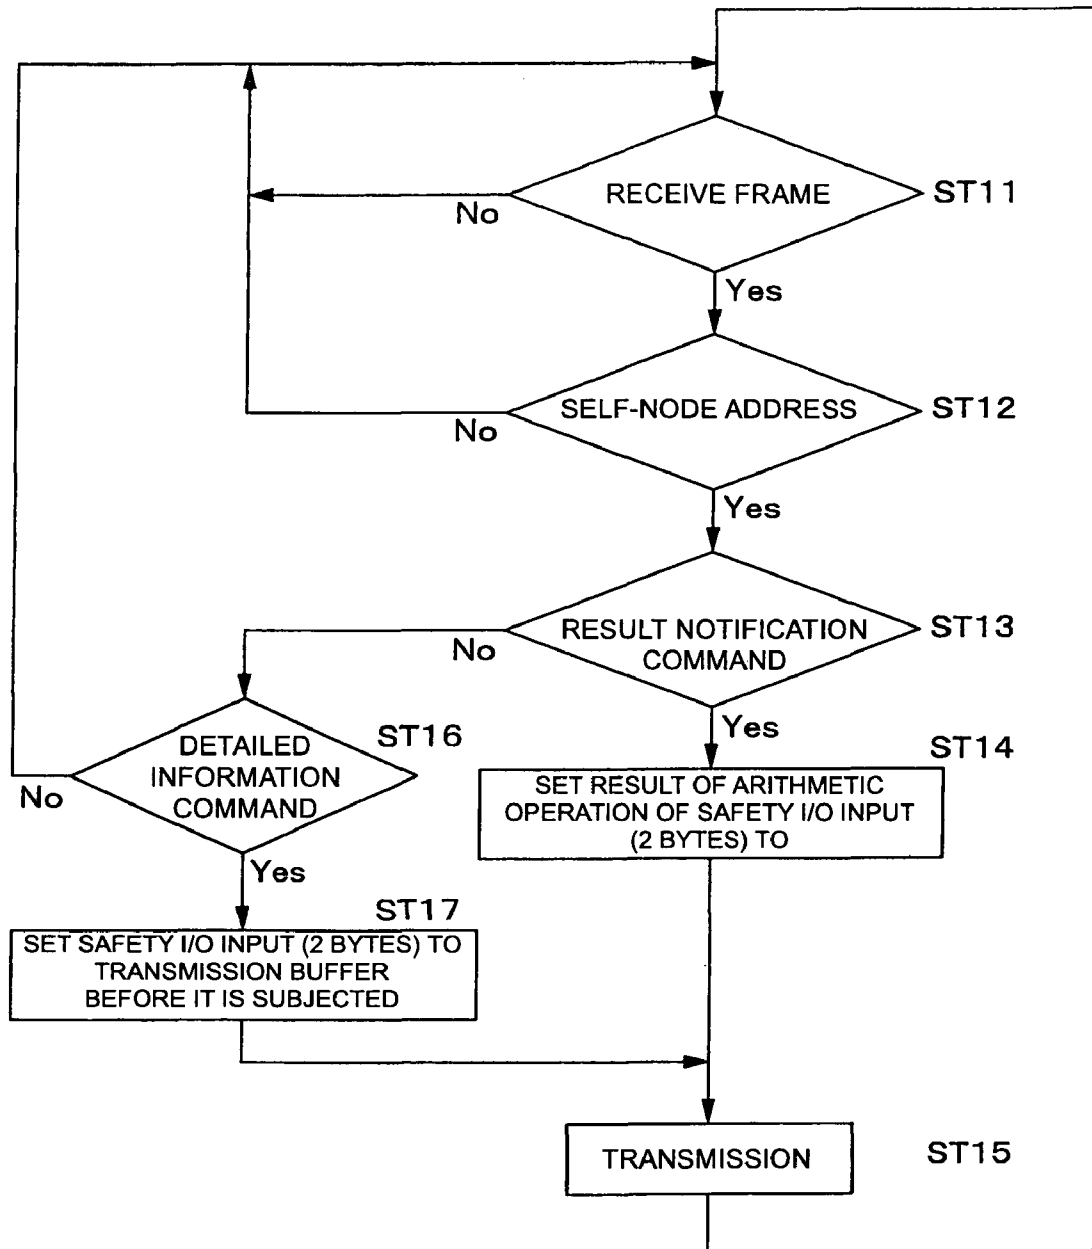 RECEIVE FRAME
ST11
No
Yes
SELF-NODE ADDRESS
ST12
No
Yes
RESULT NOTIFICATION
COMMAND
ST13
No
Yes
DETAILED
INFORMATION
COMMAND
ST16
No
Yes
ST14
SET RESULT OF ARITHMETIC
OPERATION OF SAFETY I/O INPUT
(2 BYTES) TO
ST17
SET SAFETY I/O INPUT (2 BYTES) TO
TRANSMISSION BUFFER
BEFORE IT IS SUBJECTED
TRANSMISSION
ST15